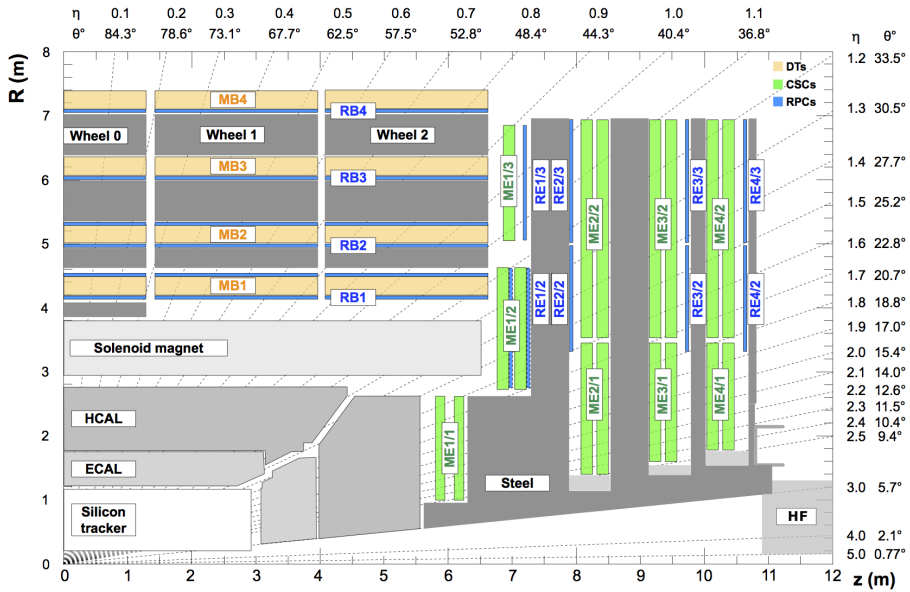 η 0.1 0.2 0.3 0.4 0.5 0.6 0.7 0.8 0.9 1.0 1.1
θ° 84.3° 78.6° 73.1° 67.7° 62.5° 57.5° 52.8° 48.4° 44.3° 40.4° 36.8° η θ°
R (m)
8
7
6
5
4
3
2
1
0
1.2 33.5°
1.3 30.5°
1.4 27.7°
1.5 25.2°
1.6 22.8°
1.7 20.7°
1.8 18.8°
1.9 17.0°
2.0 15.4°
2.1 14.0°
2.2 12.6°
2.3 11.5°
2.4 10.4°
2.5 9.4°
3.0 5.7°
4.0 2.1°
5.0 0.77°
DTs
CSCs
RPCs
MB4
RB4
Wheel 0 Wheel 1 Wheel 2
MB3
RB3
MB2
RB2
MB1
RB1
Solenoid magnet
HCAL
ECAL
Silicon
tracker
Steel
HF
ME1/3
RE1/3
RE2/3
ME2/2
ME3/2
RE3/3
ME4/2
RE4/3
ME1/2
RE1/2
RE2/2
RE3/2
RE4/2
ME1/1
ME2/1
ME3/1
ME4/1
0 1 2 3 4 5 6 7 8 9 10 11 12
z (m)